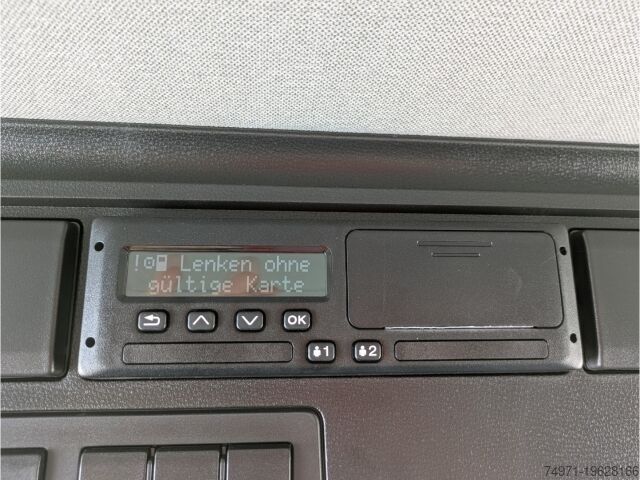 ! Lenken ohne
gültige Karte
OK
1 2
74971-19628166